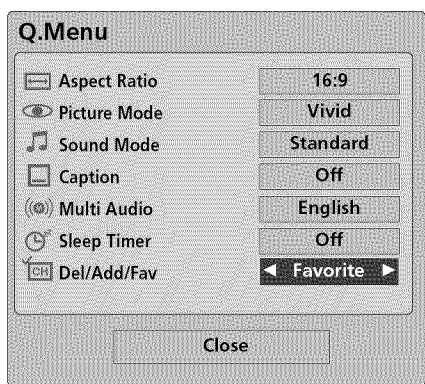 Q.Menu
Aspect Ratio 16:9
Picture Mode Vivid
Sound Mode Standard
Caption Off
Multi Audio English
Sleep Timer Off
CH Del/Add/Fav ◄ Favorite ►
Close